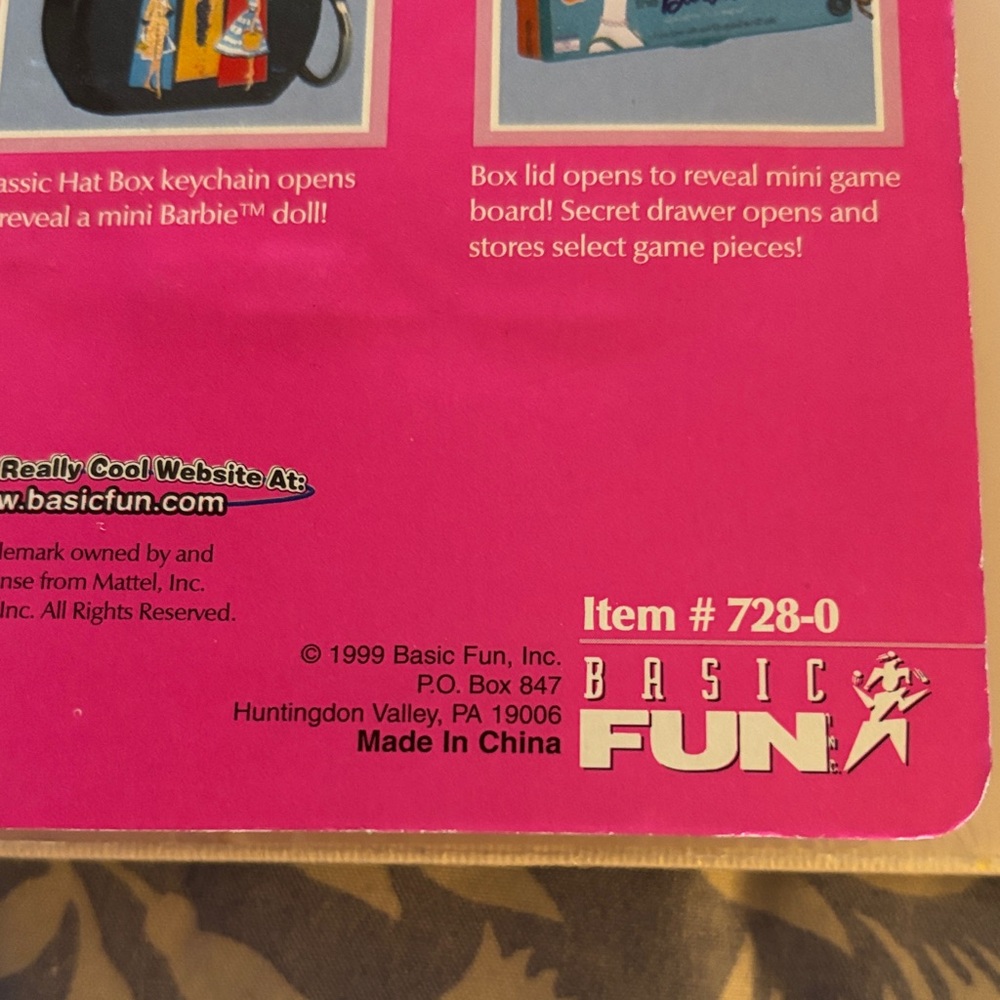 assic Hat Box keychain opens
reveal a mini Barbie™ doll!
Box lid opens to reveal mini game
board! Secret drawer opens and
stores select game pieces!
Really Cool Website At:
w.basicfun.com
lemark owned by and
nse from Mattel, Inc.
Inc. All Rights Reserved.
Item # 728-0
© 1999 Basic Fun, Inc.
P.O. Box 847
Huntingdon Valley, PA 19006
Made In China
BASIC
FUN
INC.